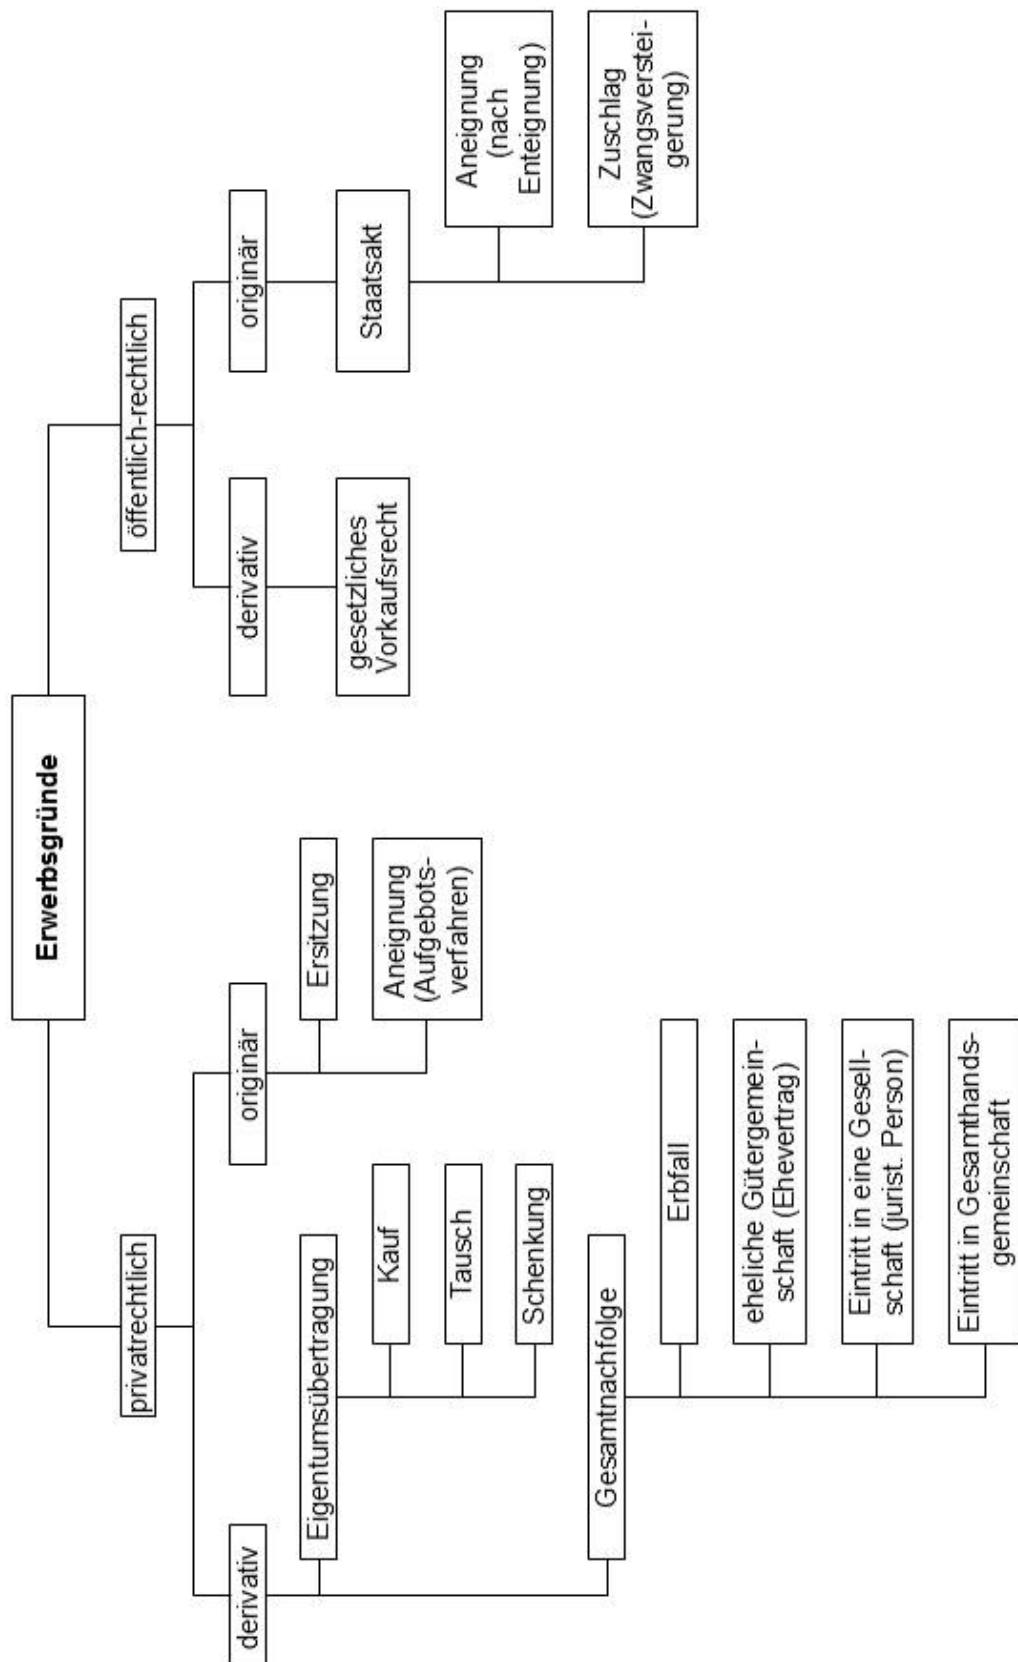 Erwerbsgründe
privatrechtlich
derivativ
Eigentumsübertragung
Kauf
Tausch
Schenkung
Gesamtnachfolge
Erbfall
eheliche Gütergemein-
schaft (Ehevertrag)
Eintritt in eine Gesell-
schaft (jurist. Person)
Eintritt in Gesamthands-
gemeinschaft
originär
Ersitzung
Aneignung
(Aufgebots-
verfahren)
öffentlich-rechtlich
derivativ
gesetzliches
Vorkaufsrecht
originär
Staatsakt
Aneignung
(nach
Enteignung)
Zuschlag
(Zwangsverstei-
gerung)